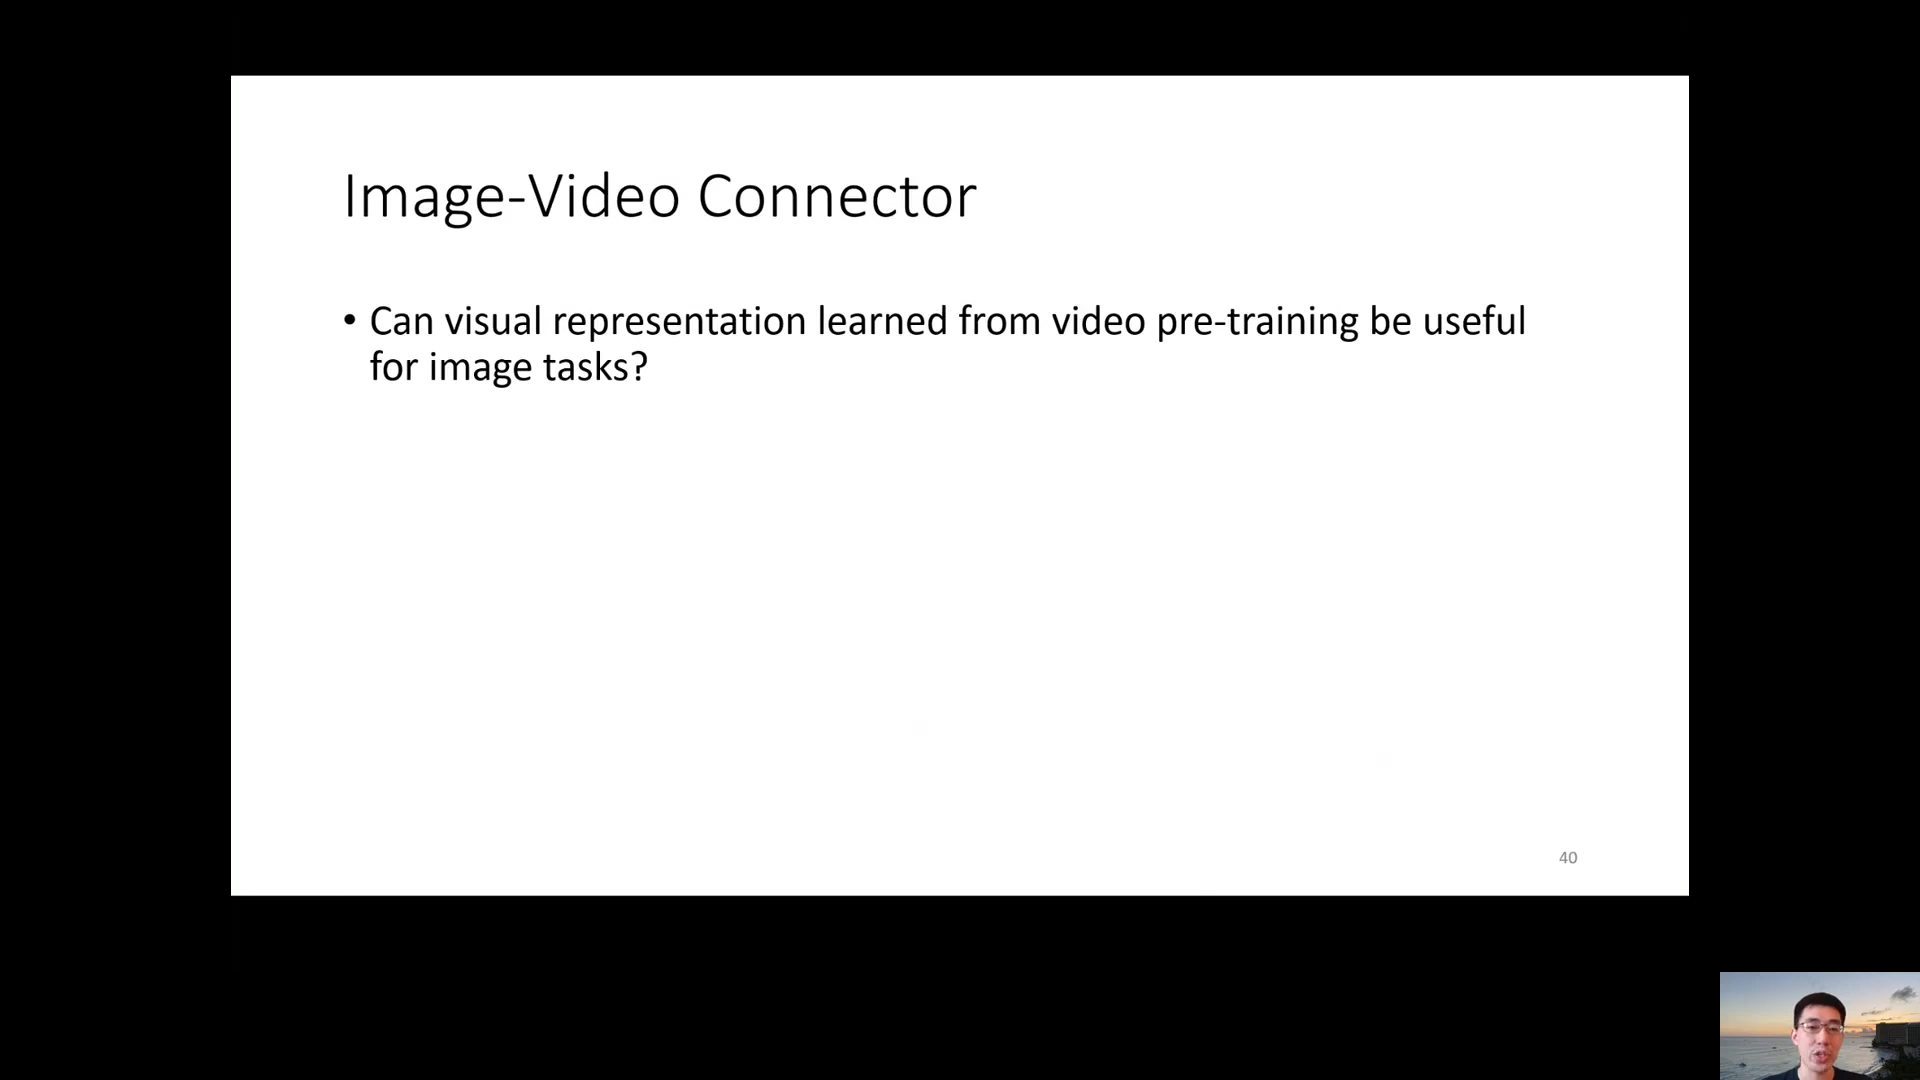 Image-Video Connector
• Can visual representation learned from video pre-training be useful
for image tasks?
40